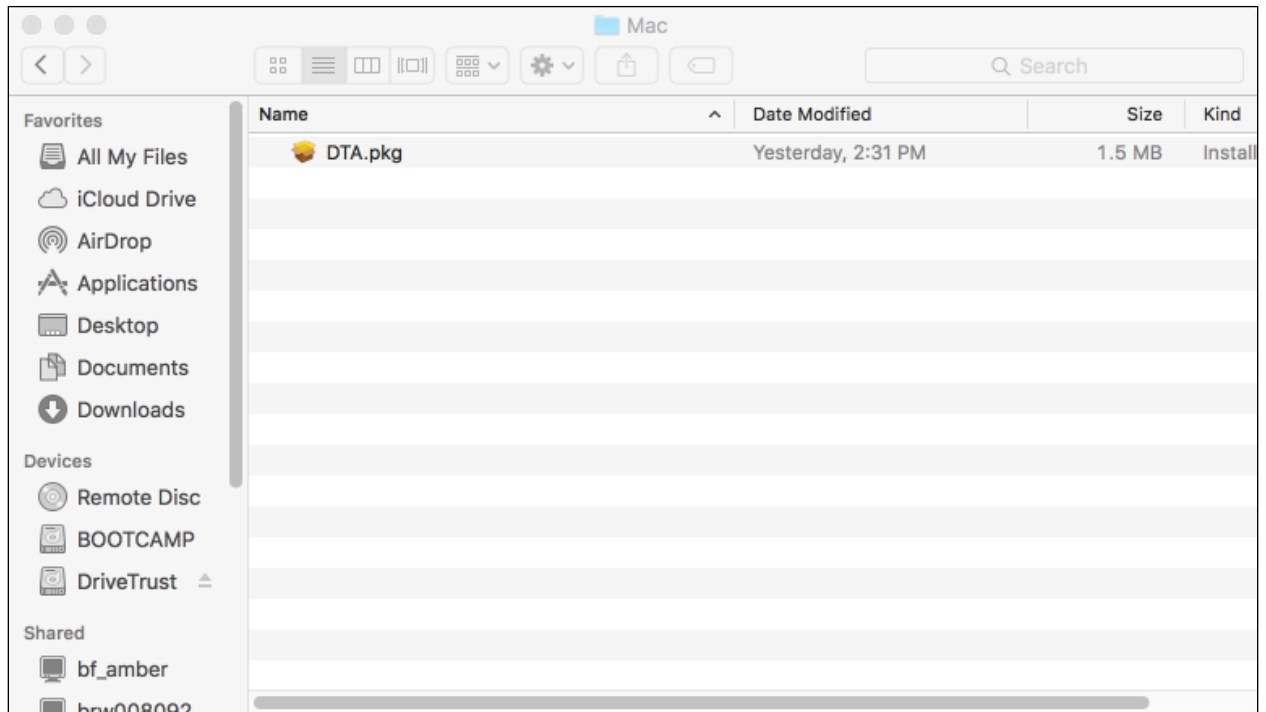 Mac
Search
Favorites
All My Files
iCloud Drive
AirDrop
Applications
Desktop
Documents
Downloads
Devices
Remote Disc
BOOTCAMP
DriveTrust
Shared
bf_amber
Name Date Modified Size Kind
DTA.pkg Yesterday, 2:31 PM 1.5 MB Install